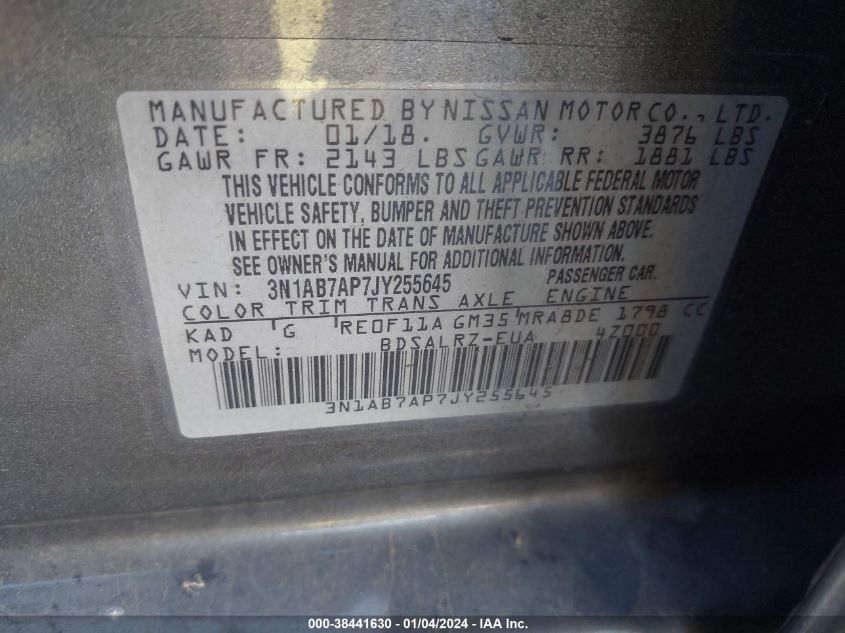 MANUFACTURED BY NISSAN MOTOR CO., LTD.
DATE: 01/18. GVWR: 3876 LBS
GAWR FR: 2143 LBS GAWR RR: 1881 LBS
THIS VEHICLE CONFORMS TO ALL APPLICABLE FEDERAL MOTOR
VEHICLE SAFETY, BUMPER AND THEFT PREVENTION STANDARDS
IN EFFECT ON THE DATE OF MANUFACTURE SHOWN ABOVE.
SEE OWNER'S MANUAL FOR ADDITIONAL INFORMATION.
VIN: 3N1AB7AP7JY255645 PASSENGER CAR.
COLOR TRIM TRANS AXLE ENGINE
KAD G RE0F11A GM35 MRA8DE 1798 CC
MODEL: BDSALRZ-EUA 4Z000
3N1AB7AP7JY255645
000-38441630 - 01/04/2024 - IAA Inc.